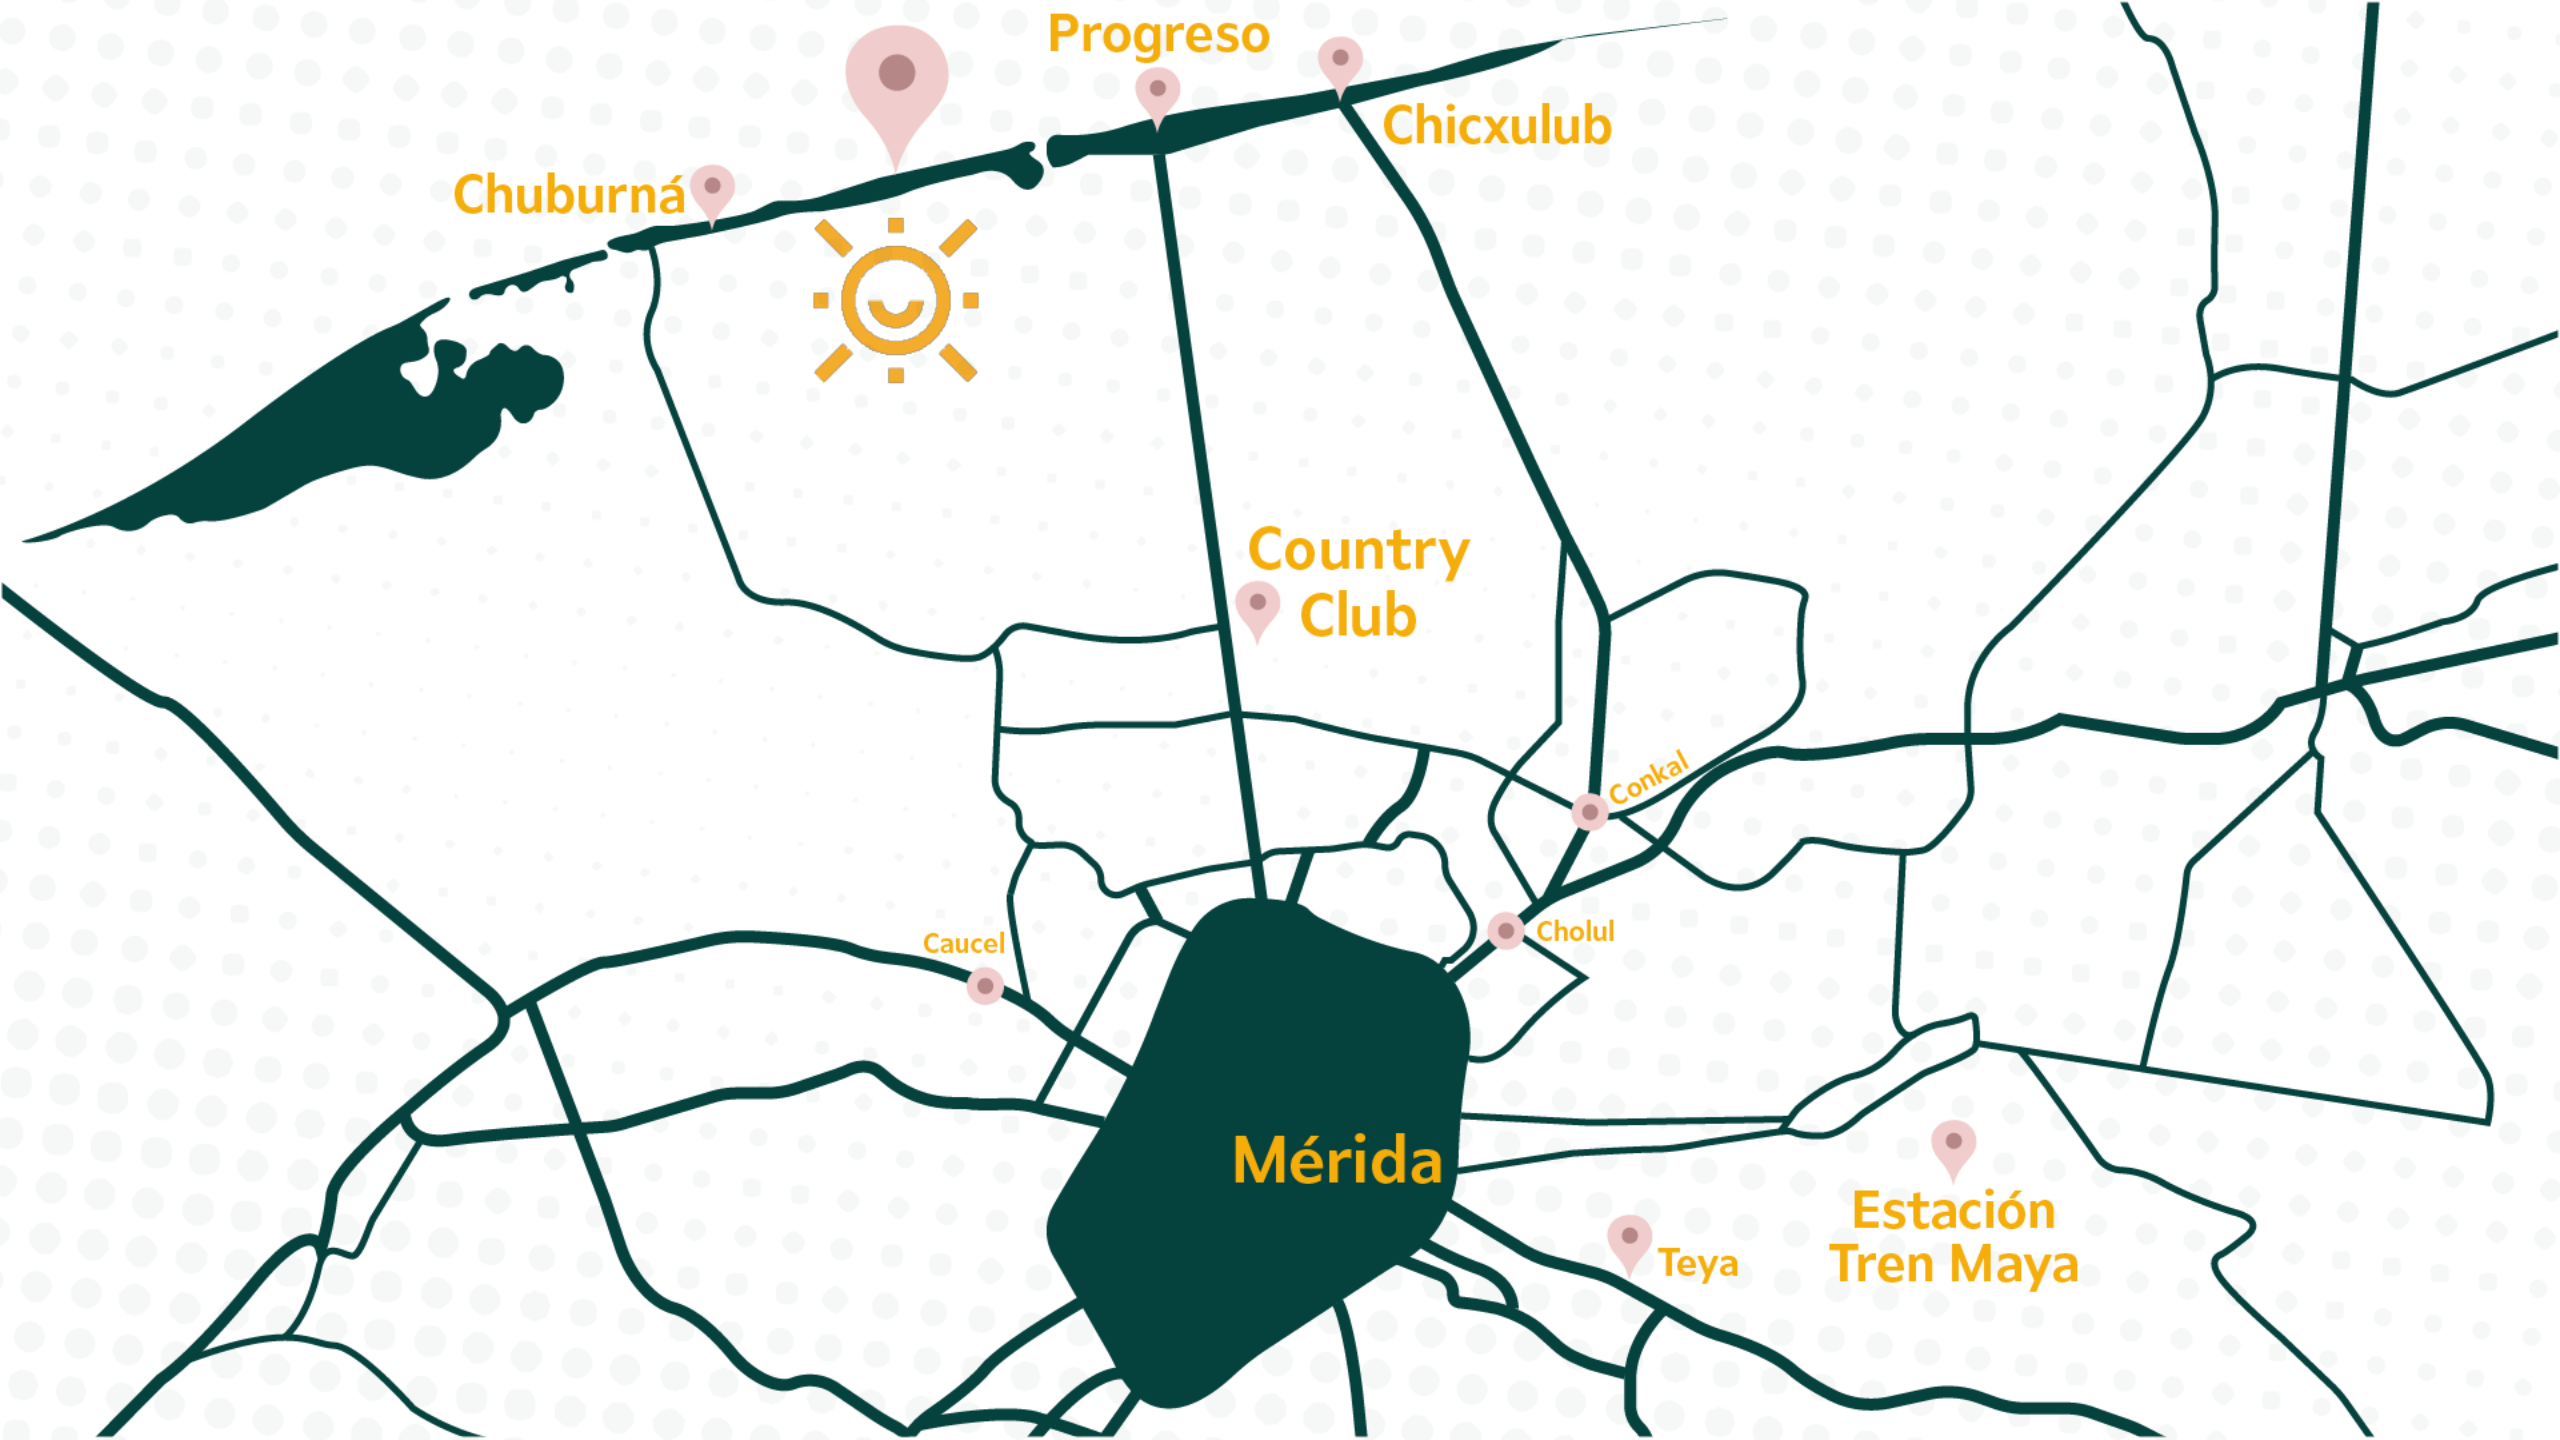 Progreso
Chicxulub
Chuburná
Country
Club
Conkal
Cholul
Caucel
Mérida
Estación
Tren Maya
Teya